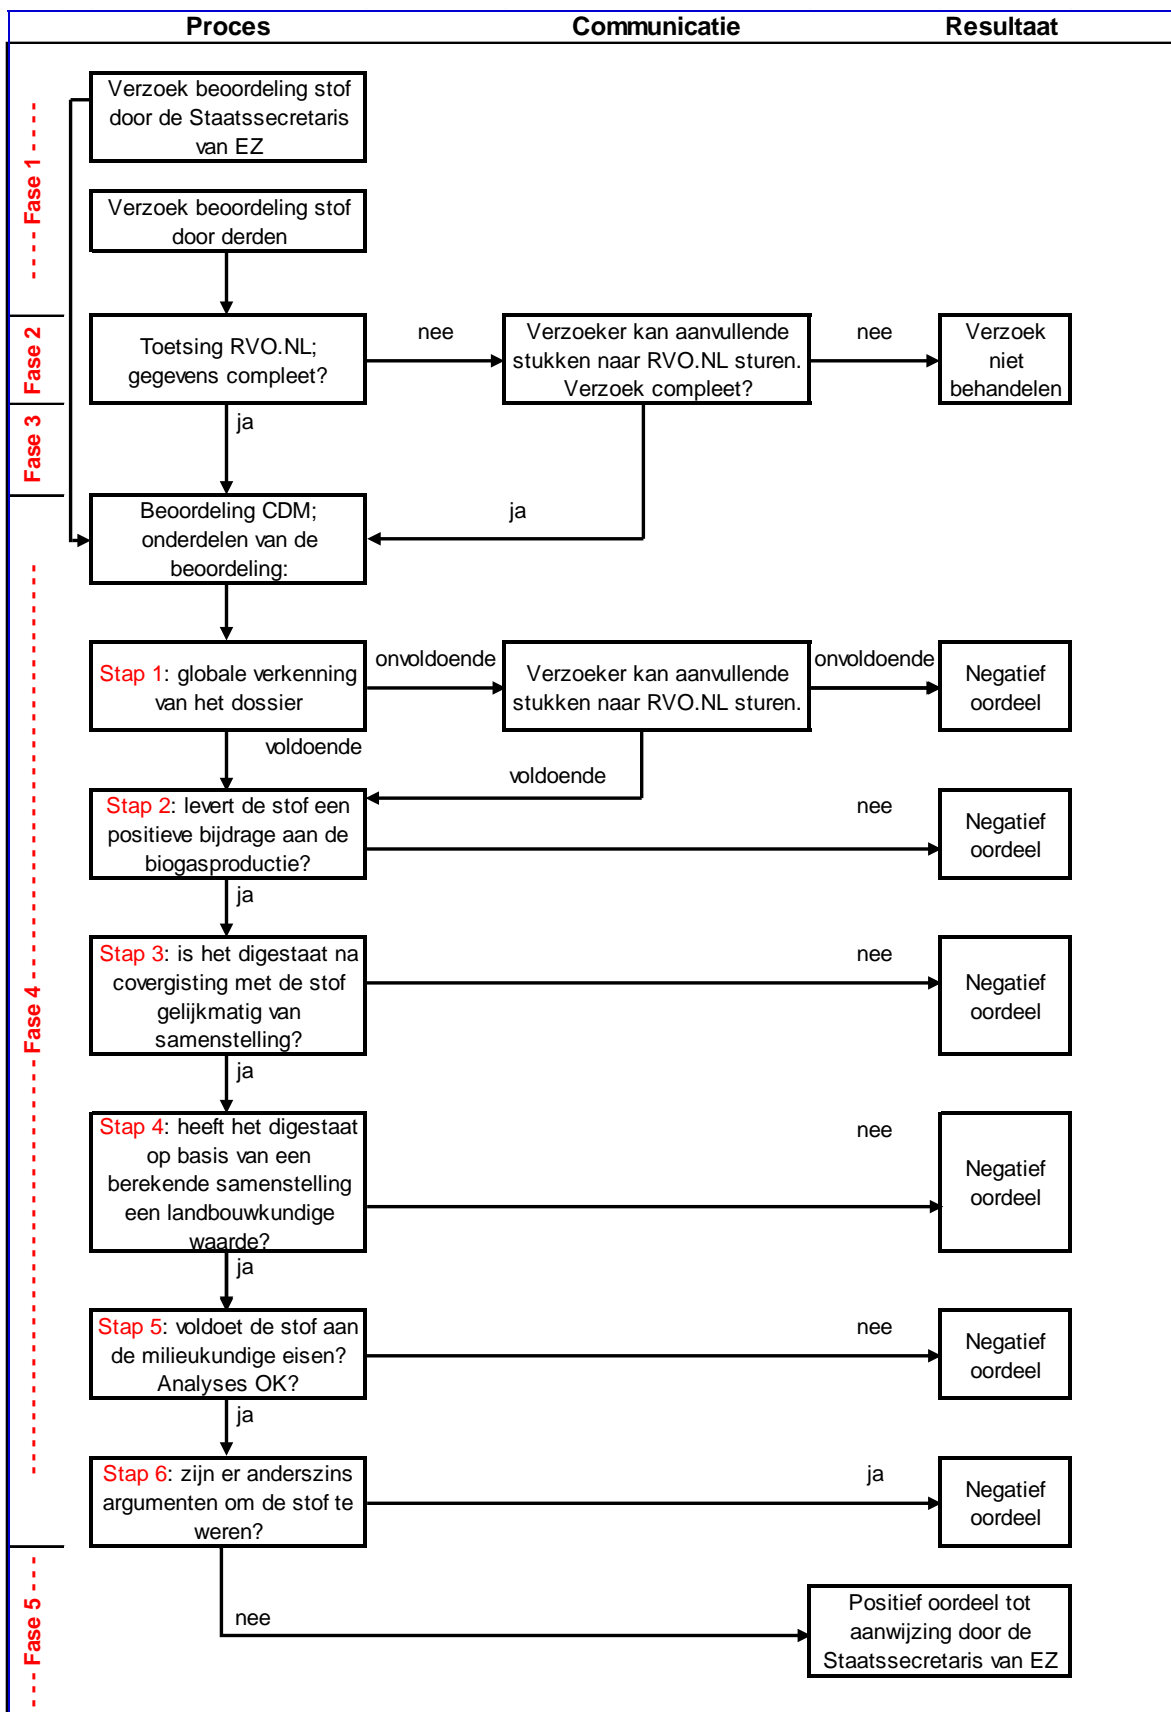 Proces Communicatie Resultaat
Fase 1
Verzoek beoordeling stof
door de Staatssecretaris
van EZ
Verzoek beoordeling stof
door derden
Fase 2
Toetsing RVO.NL;
gegevens compleet?
nee
Verzoeker kan aanvullende
stukken naar RVO.NL sturen.
Verzoek compleet?
nee
Verzoek
niet
behandelen
Fase 3
ja
Beoordeling CDM;
onderdelen van de
beoordeling:
ja
Fase 4
Stap 1: globale verkenning
van het dossier
onvoldoende
Verzoeker kan aanvullende
stukken naar RVO.NL sturen.
onvoldoende
Negatief
oordeel
voldoende
voldoende
Stap 2: levert de stof een
positieve bijdrage aan de
biogasproductie?
nee
Negatief
oordeel
ja
Stap 3: is het digestaat na
covergisting met de stof
gelijkmatig van
samenstelling?
nee
Negatief
oordeel
ja
Stap 4: heeft het digestaat
op basis van een
berekende samenstelling
een landbouwkundige
waarde?
nee
Negatief
oordeel
ja
Stap 5: voldoet de stof aan
de milieukundige eisen?
Analyses OK?
nee
Negatief
oordeel
ja
Stap 6: zijn er anderszins
argumenten om de stof te
weren?
ja
Negatief
oordeel
Fase 5
nee
Positief oordeel tot
aanwijzing door de
Staatssecretaris van EZ